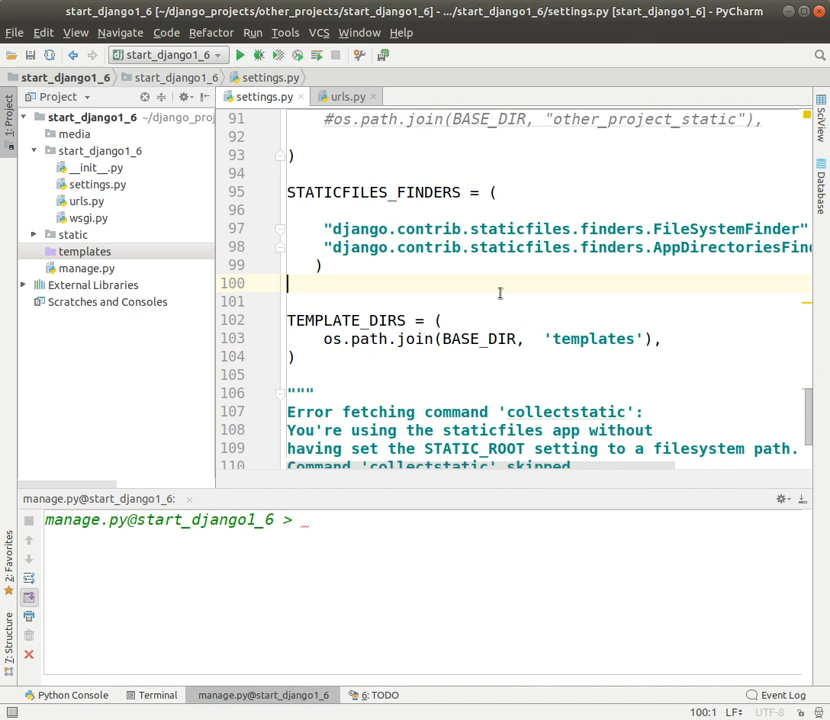 start_django1_6 [~/django_projects/other_projects/start_django1_6] - .../start_django1_6/settings.py [start_django1_6] - PyCharm
File Edit View Navigate Code Refactor Run Tools VCS Window Help
start_django1_6
start_django1_6 start_django1_6 settings.py
1: Project
Project
settings.py urls.py
start_django1_6 ~/django_proj
media
start_django1_6
__init__.py
settings.py
urls.py
wsgi.py
static
templates
manage.py
External Libraries
Scratches and Consoles
91 #os.path.join(BASE_DIR, "other_project_static"),
92
93 )
94
95 STATICFILES_FINDERS = (
96
97 "django.contrib.staticfiles.finders.FileSystemFinder"
98 "django.contrib.staticfiles.finders.AppDirectoriesFin
99 )
100
101
102 TEMPLATE_DIRS = (
103 os.path.join(BASE_DIR, 'templates'),
104 )
105
106 """
107 Error fetching command 'collectstatic':
108 You're using the staticfiles app without
109 having set the STATIC_ROOT setting to a filesystem path.
110 Command 'collectstatic' skipped
SciView
Database
manage.py@start_django1_6:
manage.py@start_django1_6 >
2: Favorites
7: Structure
Python Console Terminal manage.py@start_django1_6 6: TODO Event Log
100:1 LF UTF-8